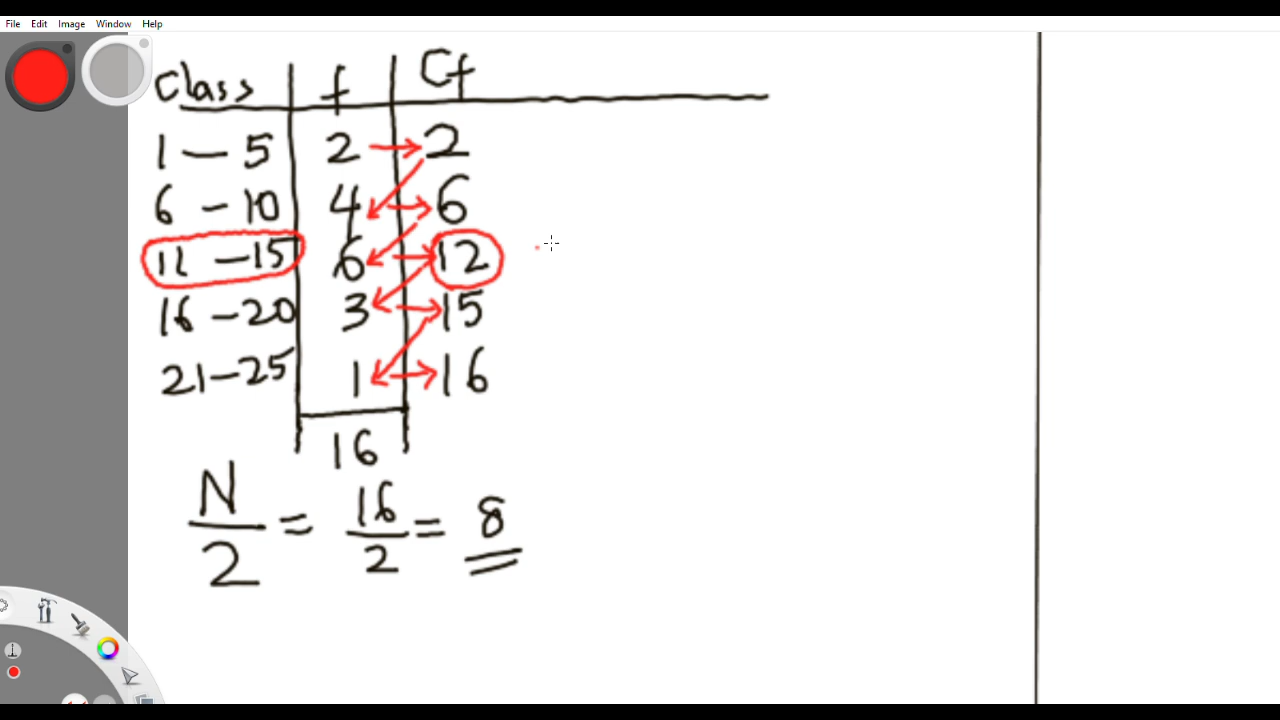 File Edit Image Window Help
Class f Cf
1 - 5 2 2
6 - 10 4 6
11 - 15 6 12
16 - 20 3 15
21 - 25 1 16
16
N/2 = 16/2 = 8